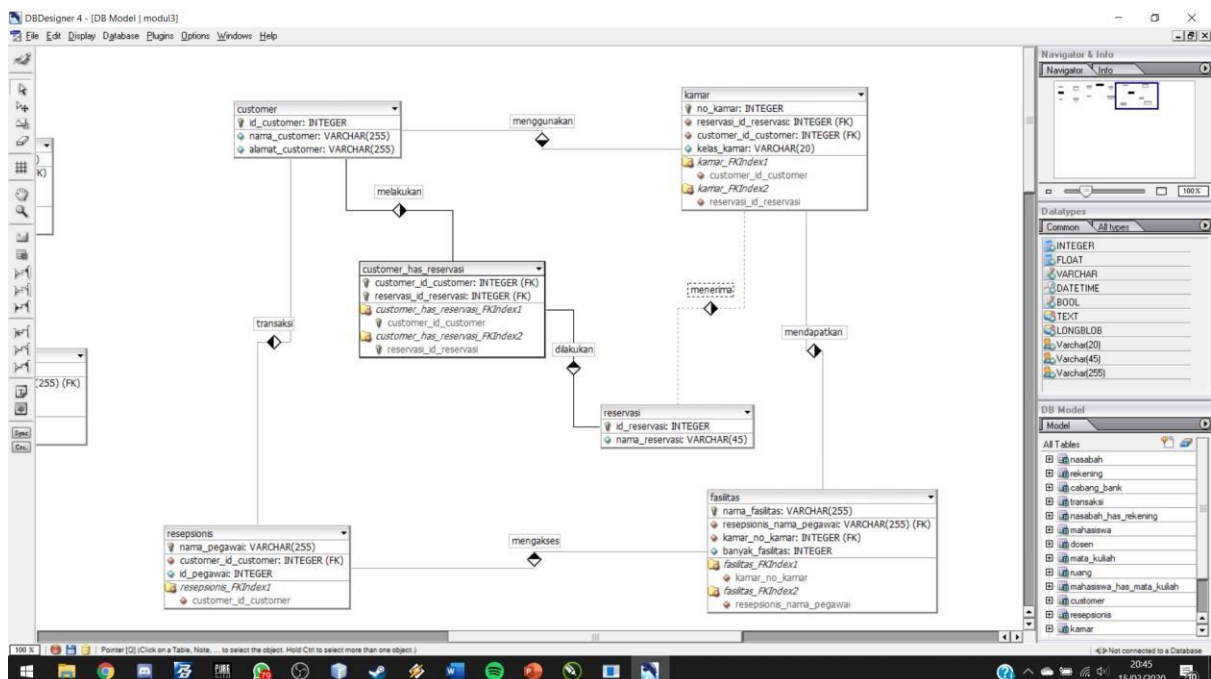 DBDesigner 4 - [DB Model | modul3]
File Edit Display Database Plugins Options Windows Help
K)
(255) (FK)
Sync
customer
id_customer: INTEGER
nama_customer: VARCHAR(255)
alamat_customer: VARCHAR(255)
menggunakan
kamar
no_kamar: INTEGER
reservasi_id_reservasi: INTEGER (FK)
customer_id_customer: INTEGER (FK)
kelas_kamar: VARCHAR(20)
kamar_FKIndex1
customer_id_customer
kamar_FKIndex2
reservasi_id_reservasi
melakukan
customer_has_reservasi
customer_id_customer: INTEGER (FK)
reservasi_id_reservasi: INTEGER (FK)
customer_has_reservasi_FKIndex1
customer_id_customer
customer_has_reservasi_FKIndex2
reservasi_id_reservasi
transaksi
dilakukan
menerima
mendapatkan
reservasi
id_reservasi: INTEGER
nama_reservasi: VARCHAR(45)
resepsionis
nama_pegawai: VARCHAR(255)
customer_id_customer: INTEGER (FK)
id_pegawai: INTEGER
resepsionis_FKIndex1
customer_id_customer
mengakses
fasilitas
nama_fasilitas: VARCHAR(255)
resepsionis_nama_pegawai: VARCHAR(255) (FK)
kamar_no_kamar: INTEGER (FK)
banyak_fasilitas: INTEGER
fasilitas_FKIndex1
kamar_no_kamar
fasilitas_FKIndex2
resepsionis_nama_pegawai
Navigator & Info
Navigator Info
100%
Datatypes
Common All types
INTEGER
FLOAT
VARCHAR
DATETIME
BOOL
TEXT
LONGBLOB
Varchar(20)
Varchar(45)
Varchar(255)
DB Model
Model
All Tables
nasabah
rekening
cabang_bank
transaksi
nasabah_has_rekening
mahasiswa
dosen
mata_kuliah
ruang
mahasiswa_has_mata_kuliah
customer
resepsionis
kamar
100 % Pointer [Q] (Click on a Table, Note, ... to select the object. Hold Ctrl to select more than one object.) Not connected to a Database
PUBG
20:45
15/03/2020